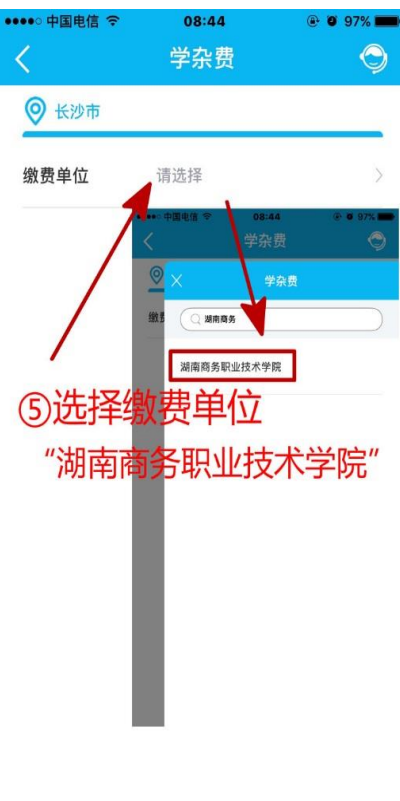 中国电信 08:44 97%
学杂费
长沙市
缴费单位 请选择
中国电信 08:44 97%
学杂费
学杂费
缴费
湖南商务
湖南商务职业技术学院
⑤选择缴费单位
“湖南商务职业技术学院”